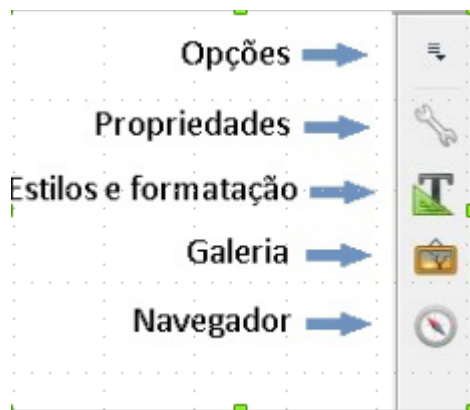 Opções
Propriedades
Estilos e formatação
Galeria
Navegador